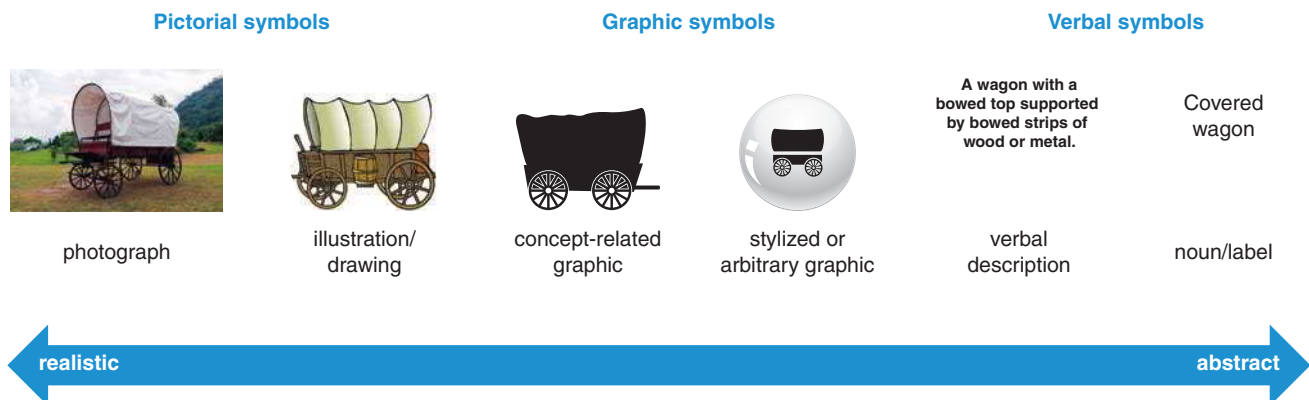 Pictorial symbols
Graphic symbols
Verbal symbols
A wagon with a
bowed top supported
by bowed strips of
wood or metal.
Covered
wagon
photograph
illustration/
drawing
concept-related
graphic
stylized or
arbitrary graphic
verbal
description
noun/label
realistic
abstract